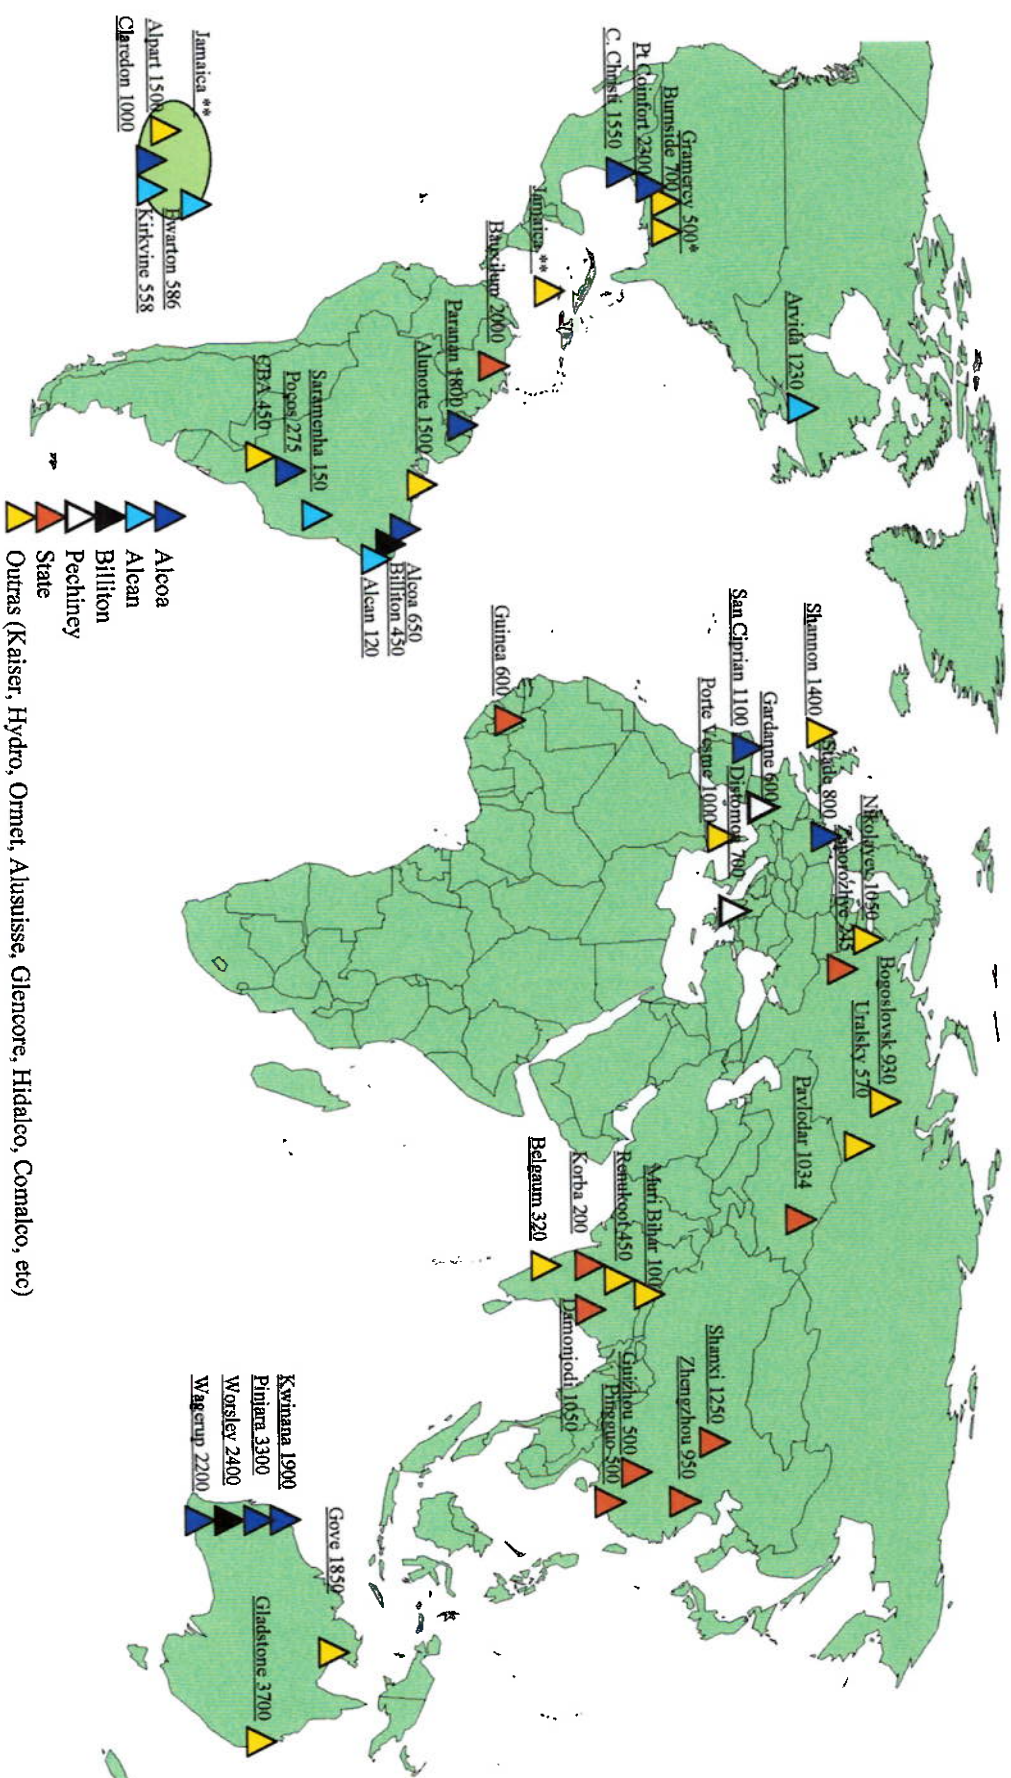 Arvida 1230
Gramercy 500*
Burnside 700
Pt Coinfort 2300
C. Christi 1550
Jamaica **
Bauxilum 2000
Paranan 1800
Alunorte 1500
Saramenha 150
Poços 275
CBA 450
Alcoa 650
Billiton 450
Alcan 120
Jamaica **
Alpart 1500
Claredon 1000
Ewarton 586
Kirkvine 558
Shannon 1400
Stade 800
Nikolayev 1050
Zaporozhye 245
San Ciprian 1100
Gardanne 600
Porte Vesme 1000
Distomon 700
Guinea 600
Bogoslovsk 930
Uralsky 570
Pavlodar 1034
Muri Bihar 100
Renukoot 450
Korba 200
Belgaum 320
Damonjodi 1050
Shanxi 1250
Zhengzhou 950
Guizhou 500
Pingguo 500
Kwinana 1900
Pinjara 3300
Worsley 2400
Wagerup 2200
Gove 1850
Gladstone 3700
Alcoa
Alcan
Billiton
Pechiney
State
Outras (Kaiser, Hydro, Ormet, Alusuisse, Glencore, Hidalco, Comalco, etc)